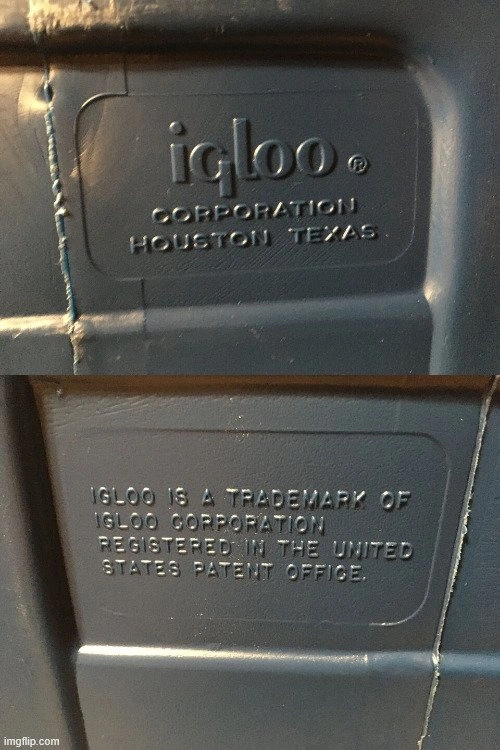 igloo®
CORPORATION
HOUSTON TEXAS
IGLOO IS A TRADEMARK OF
IGLOO CORPORATION
REGISTERED IN THE UNITED
STATES PATENT OFFICE.
imgflip.com